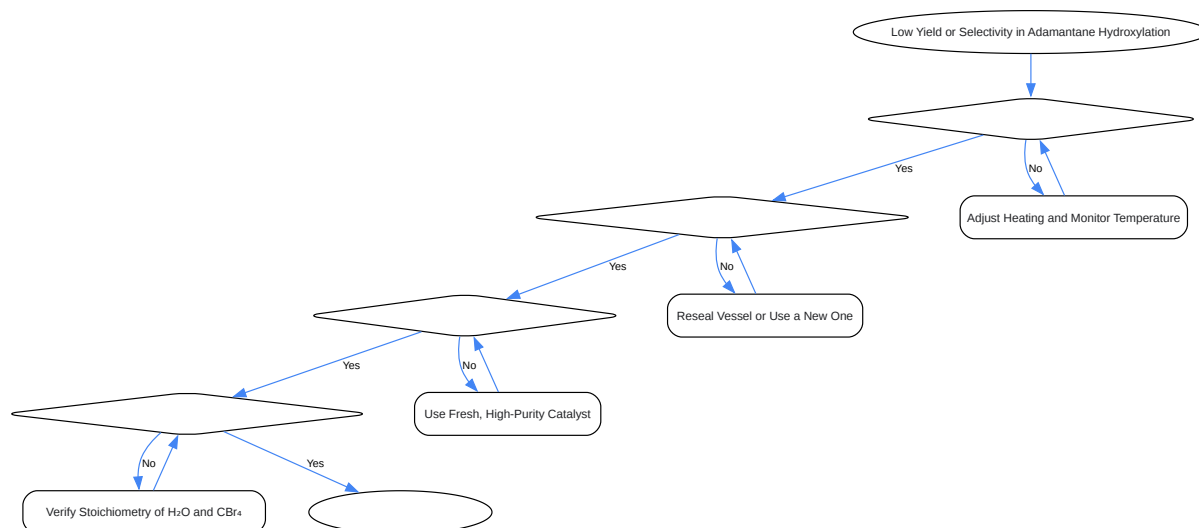 Low Yield or Selectivity in Adamantane Hydroxylation
Yes
No
Adjust Heating and Monitor Temperature
Yes
No
Reseal Vessel or Use a New One
Yes
No
Use Fresh, High-Purity Catalyst
No
Yes
Verify Stoichiometry of H₂O and CBr₄